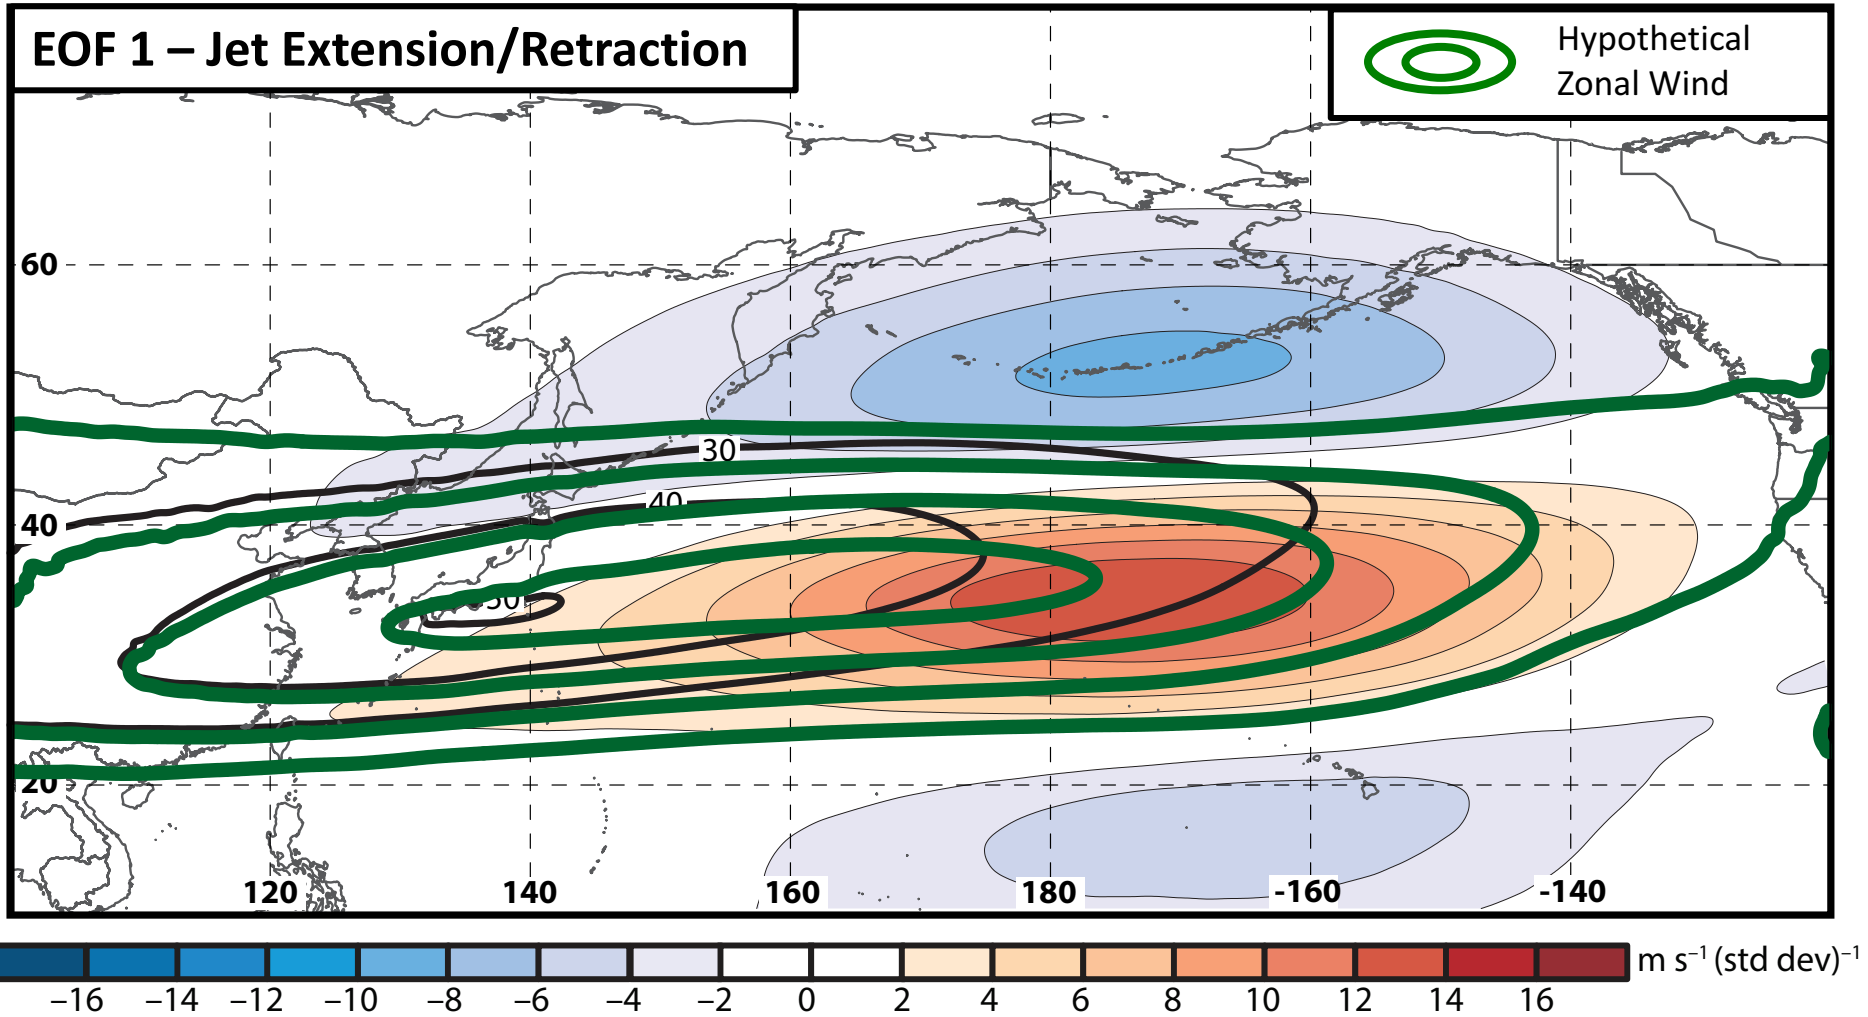 EOF 1 – Jet Extension/Retraction
Hypothetical
Zonal Wind
60
30
40
40
50
20
120 140 160 180 -160 -140
m s⁻¹ (std dev)⁻¹
−16 −14 −12 −10 −8 −6 −4 −2 0 2 4 6 8 10 12 14 16